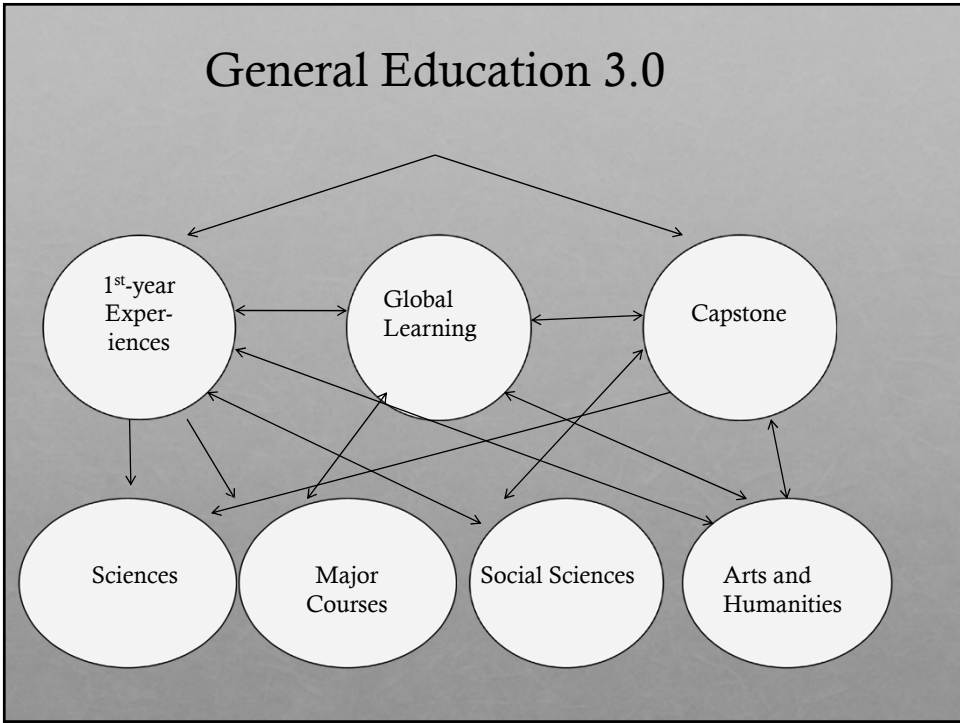 General Education 3.0
1st-year
Exper-
iences
Global
Learning
Capstone
Sciences
Major
Courses
Social Sciences
Arts and
Humanities